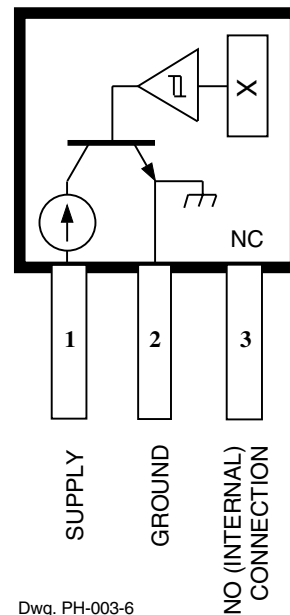 X
NC
1
2
3
SUPPLY
GROUND
NO (INTERNAL)
CONNECTION
Dwg. PH-003-6